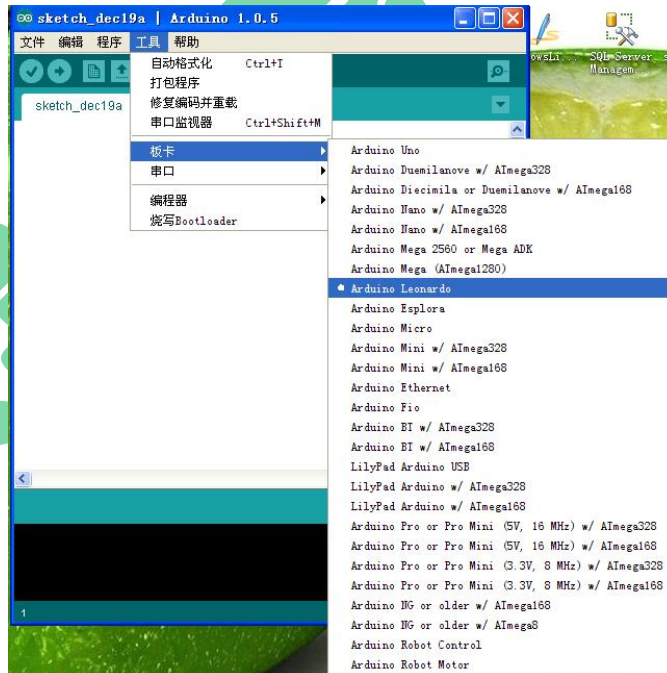 sketch_dec19a | Arduino 1.0.5
文件 编辑 程序 工具 帮助
自动格式化 Ctrl+T
打包程序
修复编码并重载
串口监视器 Ctrl+Shift+M
板卡
串口
编程器
烧写Bootloader
sketch_dec19a
SQL Server
Managem...
Arduino Uno
Arduino Duemilanove w/ ATmega328
Arduino Diecimila or Duemilanove w/ ATmega168
Arduino Nano w/ ATmega328
Arduino Nano w/ ATmega168
Arduino Mega 2560 or Mega ADK
Arduino Mega (ATmega1280)
Arduino Leonardo
Arduino Esplora
Arduino Micro
Arduino Mini w/ ATmega328
Arduino Mini w/ ATmega168
Arduino Ethernet
Arduino Fio
Arduino BT w/ ATmega328
Arduino BT w/ ATmega168
LilyPad Arduino USB
LilyPad Arduino w/ ATmega328
LilyPad Arduino w/ ATmega168
Arduino Pro or Pro Mini (5V, 16 MHz) w/ ATmega328
Arduino Pro or Pro Mini (5V, 16 MHz) w/ ATmega168
Arduino Pro or Pro Mini (3.3V, 8 MHz) w/ ATmega328
Arduino Pro or Pro Mini (3.3V, 8 MHz) w/ ATmega168
Arduino NG or older w/ ATmega168
Arduino NG or older w/ ATmega8
Arduino Robot Control
Arduino Robot Motor
1